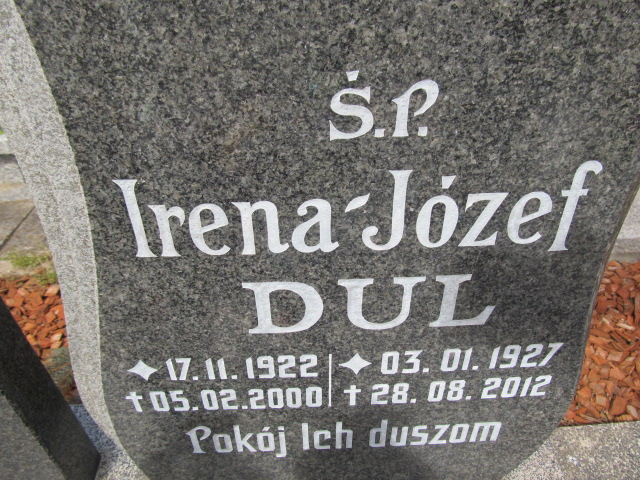 Ś.P.
Irena-Józef
DUL
✦17.11.1922 | ✦ 03.01.1927
✝05.02.2000 | ✝ 28.08.2012
Pokój Ich duszom